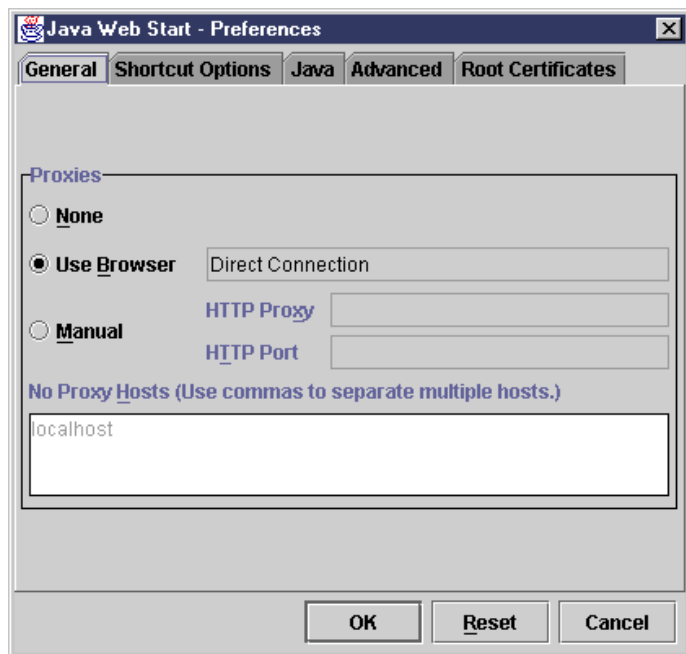 Java Web Start - Preferences
General Shortcut Options Java Advanced Root Certificates
Proxies
None
Use Browser Direct Connection
HTTP Proxy
Manual
HTTP Port
No Proxy Hosts (Use commas to separate multiple hosts.)
localhost
OK Reset Cancel